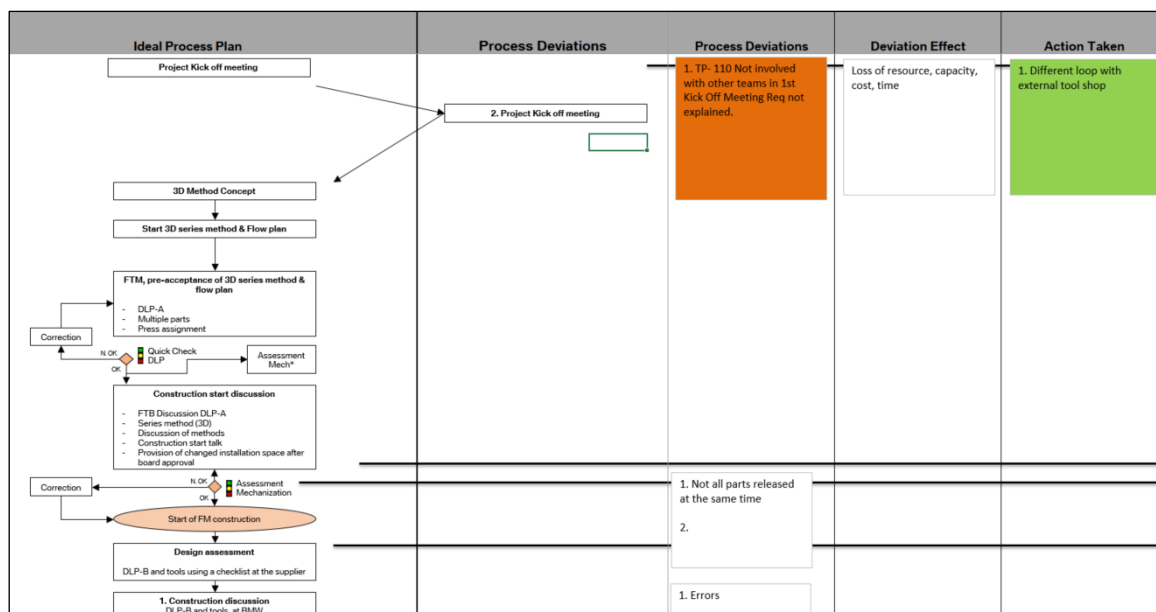 Ideal Process Plan
Process Deviations
Process Deviations
Deviation Effect
Action Taken
Project Kick off meeting
2. Project Kick off meeting
1. TP- 110 Not involved
with other teams in 1st
Kick Off Meeting Req not
explained.
Loss of resource, capacity,
cost, time
1. Different loop with
external tool shop
3D Method Concept
Start 3D series method & Flow plan
FTM, pre-acceptance of 3D series method &
flow plan
- DLP-A
- Multiple parts
- Press assignment
Correction
N. OK
OK
Quick Check
DLP
Assessment
Mech*
Construction start discussion
- FTB Discussion DLP-A
- Series method (3D)
- Discussion of methods
- Construction start talk
- Provision of changed installation space after
board approval
Correction
N. OK
OK
Assessment
Mechanization
Start of FM construction
1. Not all parts released
at the same time
2.
Design assessment
DLP-B and tools using a checklist at the supplier
1. Construction discussion
DLP-B and tools, at BMW
1. Errors